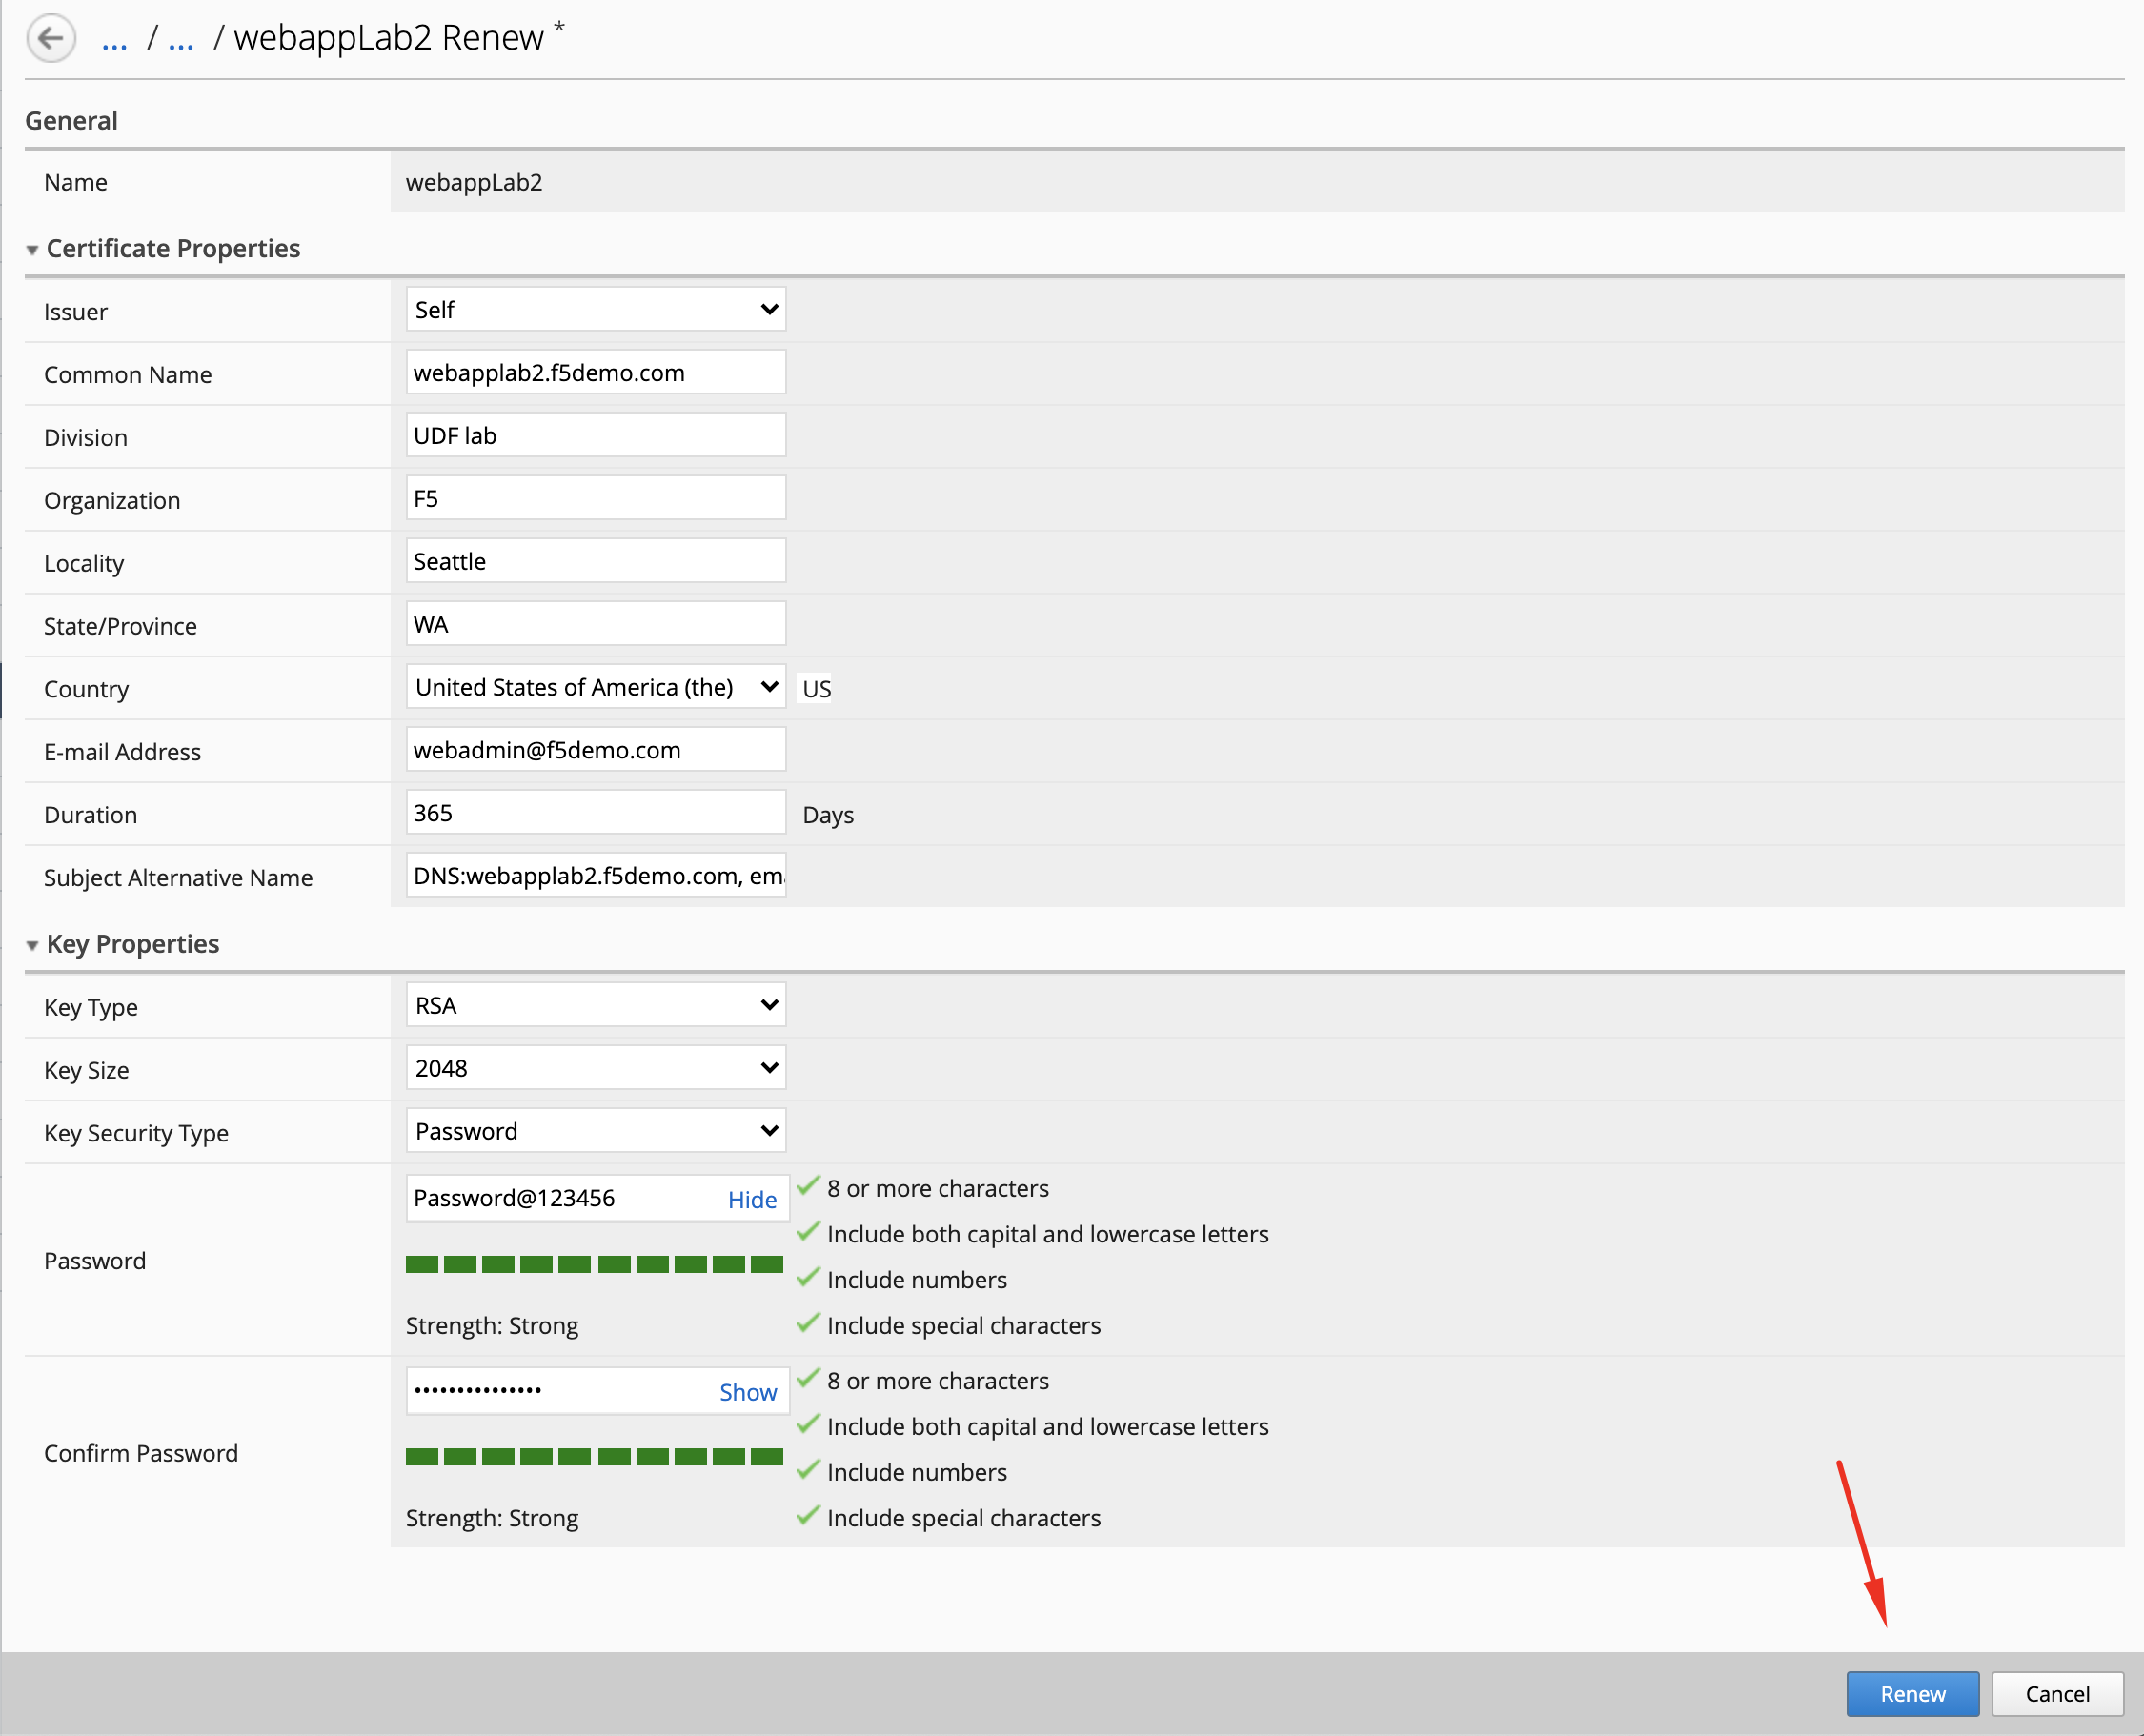 ... / ... / webappLab2 Renew *
General
Name webappLab2
Certificate Properties
Issuer Self
Common Name webapplab2.f5demo.com
Division UDF lab
Organization F5
Locality Seattle
State/Province WA
Country United States of America (the) US
E-mail Address webadmin@f5demo.com
Duration 365 Days
Subject Alternative Name DNS:webapplab2.f5demo.com, ema
Key Properties
Key Type RSA
Key Size 2048
Key Security Type Password
Password Password@123456 Hide
8 or more characters
Include both capital and lowercase letters
Include numbers
Strength: Strong
Include special characters
Confirm Password ••••••••••••••• Show
8 or more characters
Include both capital and lowercase letters
Include numbers
Strength: Strong
Include special characters
Renew Cancel